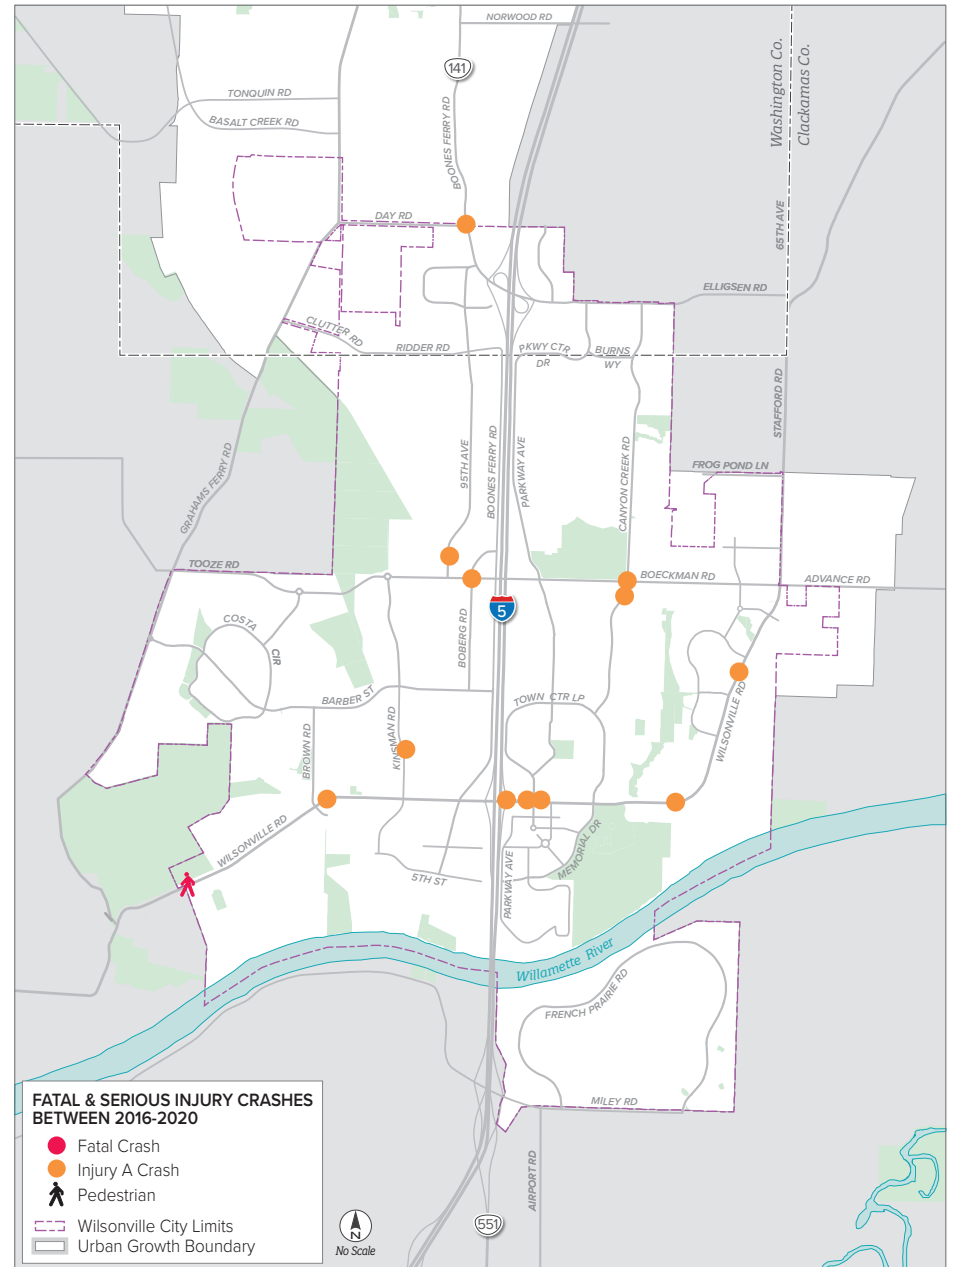 NORWOOD RD
141
BOONES FERRY RD
Washington Co.
Clackamas Co.
TONQUIN RD
BASALT CREEK RD
65TH AVE
DAY RD
ELLIGSEN RD
CLUTTER RD
RIDDER RD
PKWY CTR
DR
BURNS
WY
STAFFORD RD
GRAHAMS FERRY RD
95TH AVE
BOONES FERRY RD
PARKWAY AVE
CANYON CREEK RD
FROG POND LN
TOOZE RD
BOECKMAN RD
ADVANCE RD
5
COSTA
CIR
BOBERG RD
BARBER ST
TOWN CTR LP
WILSONVILLE RD
BROWN RD
KINSMAN RD
WILSONVILLE RD
5TH ST
PARKWAY AVE
MEMORIAL DR
Willamette River
FRENCH PRAIRIE RD
MILEY RD
AIRPORT RD
551
FATAL & SERIOUS INJURY CRASHES
BETWEEN 2016-2020
Fatal Crash
Injury A Crash
Pedestrian
Wilsonville City Limits
Urban Growth Boundary
N
No Scale